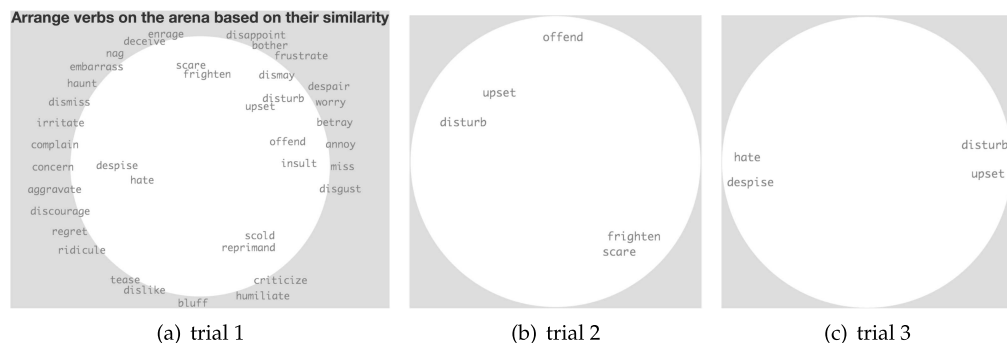 Arrange verbs on the arena based on their similarity
enrage
disappoint
deceive
bother
nag
frustrate
embarrass
scare
frighten
dismay
haunt
despair
dismiss
disturb
worry
upset
irritate
betray
complain
offend
annoy
concern
despise
insult
miss
hate
aggravate
disgust
discourage
regret
scold
ridicule
reprimand
tease
criticize
dislike
humiliate
bluff
(a) trial 1
offend
upset
disturb
frighten
scare
(b) trial 2
disturb
hate
upset
despise
(c) trial 3